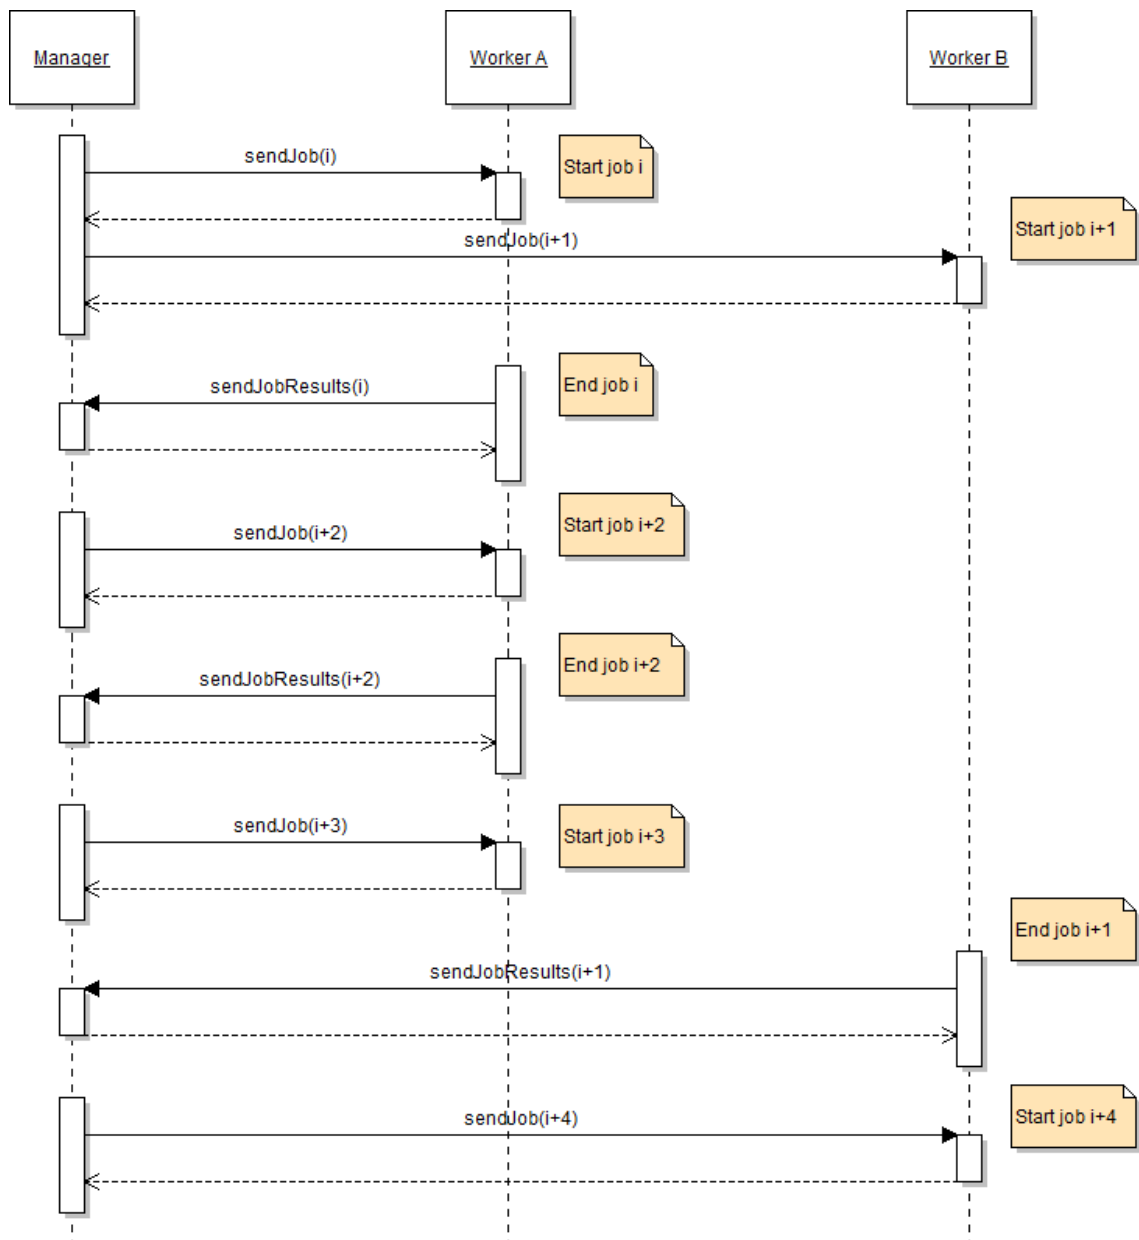 Manager
Worker A
Worker B
sendJob(i)
Start job i
sendJob(i+1)
Start job i+1
sendJobResults(i)
End job i
sendJob(i+2)
Start job i+2
sendJobResults(i+2)
End job i+2
sendJob(i+3)
Start job i+3
End job i+1
sendJobResults(i+1)
sendJob(i+4)
Start job i+4